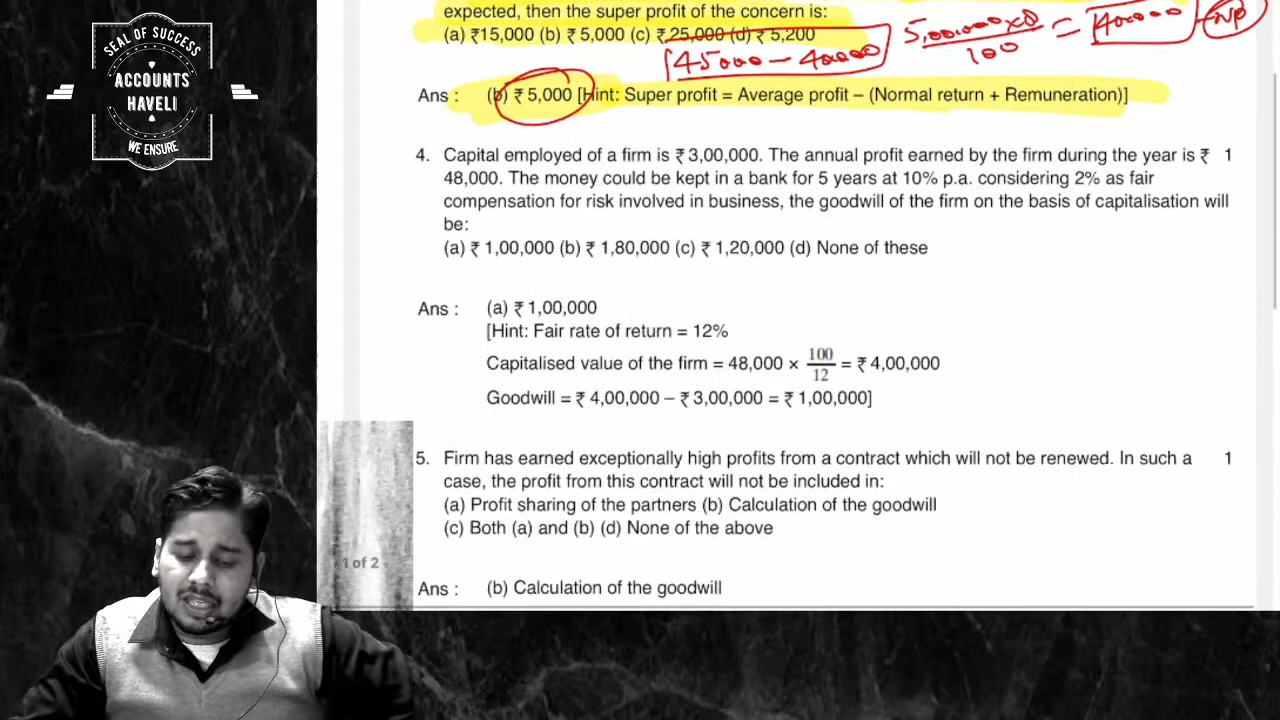 SEAL OF SUCCESS
ACCOUNTS
HAVELI
WE ENSURE
expected, then the super profit of the concern is:
(a) ₹15,000 (b) ₹ 5,000 (c) ₹ 25,000 (d) ₹ 5,200
5,00,000×8/100 = 40000 NP
45000 – 40000
Ans : (b) ₹ 5,000 [Hint: Super profit = Average profit – (Normal return + Remuneration)]
4. Capital employed of a firm is ₹ 3,00,000. The annual profit earned by the firm during the year is ₹ 1
48,000. The money could be kept in a bank for 5 years at 10% p.a. considering 2% as fair
compensation for risk involved in business, the goodwill of the firm on the basis of capitalisation will
be:
(a) ₹ 1,00,000 (b) ₹ 1,80,000 (c) ₹ 1,20,000 (d) None of these
Ans : (a) ₹ 1,00,000
[Hint: Fair rate of return = 12%
Capitalised value of the firm = 48,000 × 100/12 = ₹ 4,00,000
Goodwill = ₹ 4,00,000 – ₹ 3,00,000 = ₹ 1,00,000]
5. Firm has earned exceptionally high profits from a contract which will not be renewed. In such a 1
case, the profit from this contract will not be included in:
(a) Profit sharing of the partners (b) Calculation of the goodwill
(c) Both (a) and (b) (d) None of the above
1 of 2
Ans : (b) Calculation of the goodwill